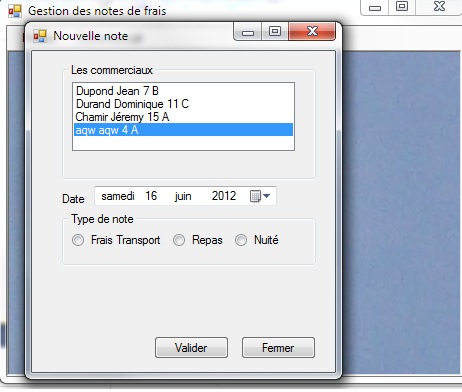 Gestion des notes de frais
Nouvelle note
Les commerciaux
Dupond Jean 7 B
Durand Dominique 11 C
Chamir Jéremy 15 A
aqw aqw 4 A
Date samedi 16 juin 2012
Type de note
Frais Transport Repas Nuité
Valider Fermer